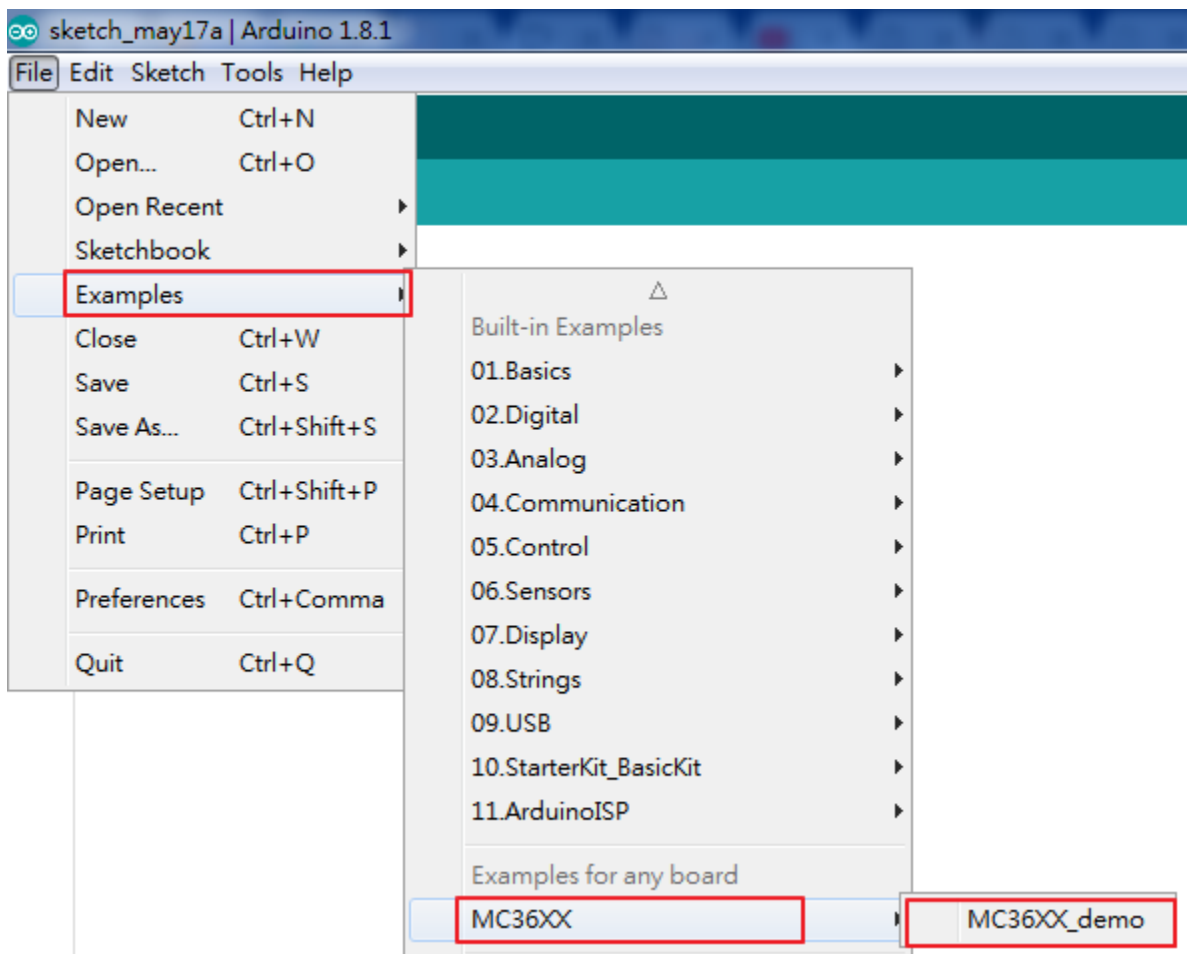 sketch_may17a | Arduino 1.8.1
File Edit Sketch Tools Help
New Ctrl+N
Open... Ctrl+O
Open Recent
Sketchbook
Examples
Close Ctrl+W
Save Ctrl+S
Save As... Ctrl+Shift+S
Page Setup Ctrl+Shift+P
Print Ctrl+P
Preferences Ctrl+Comma
Quit Ctrl+Q
Built-in Examples
01.Basics
02.Digital
03.Analog
04.Communication
05.Control
06.Sensors
07.Display
08.Strings
09.USB
10.StarterKit_BasicKit
11.ArduinoISP
Examples for any board
MC36XX
MC36XX_demo